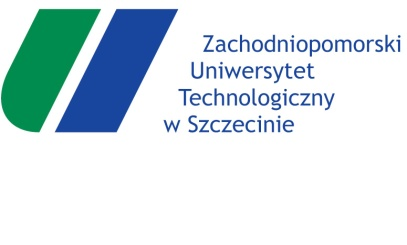 Zachodniopomorski
Uniwersytet
Technologiczny
w Szczecinie